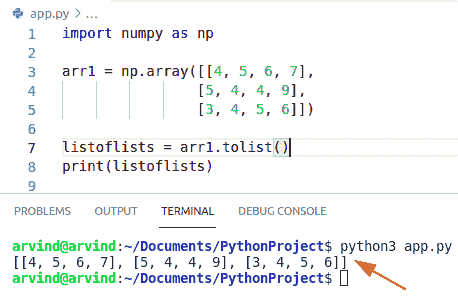 app.py > ...
1 import numpy as np
2
3 arr1 = np.array([[4, 5, 6, 7],
4 [5, 4, 4, 9],
5 [3, 4, 5, 6]])
6
7 listoflists = arr1.tolist()
8 print(listoflists)
9
PROBLEMS OUTPUT TERMINAL DEBUG CONSOLE
arvind@arvind:~/Documents/PythonProject$ python3 app.py
[[4, 5, 6, 7], [5, 4, 4, 9], [3, 4, 5, 6]]
arvind@arvind:~/Documents/PythonProject$